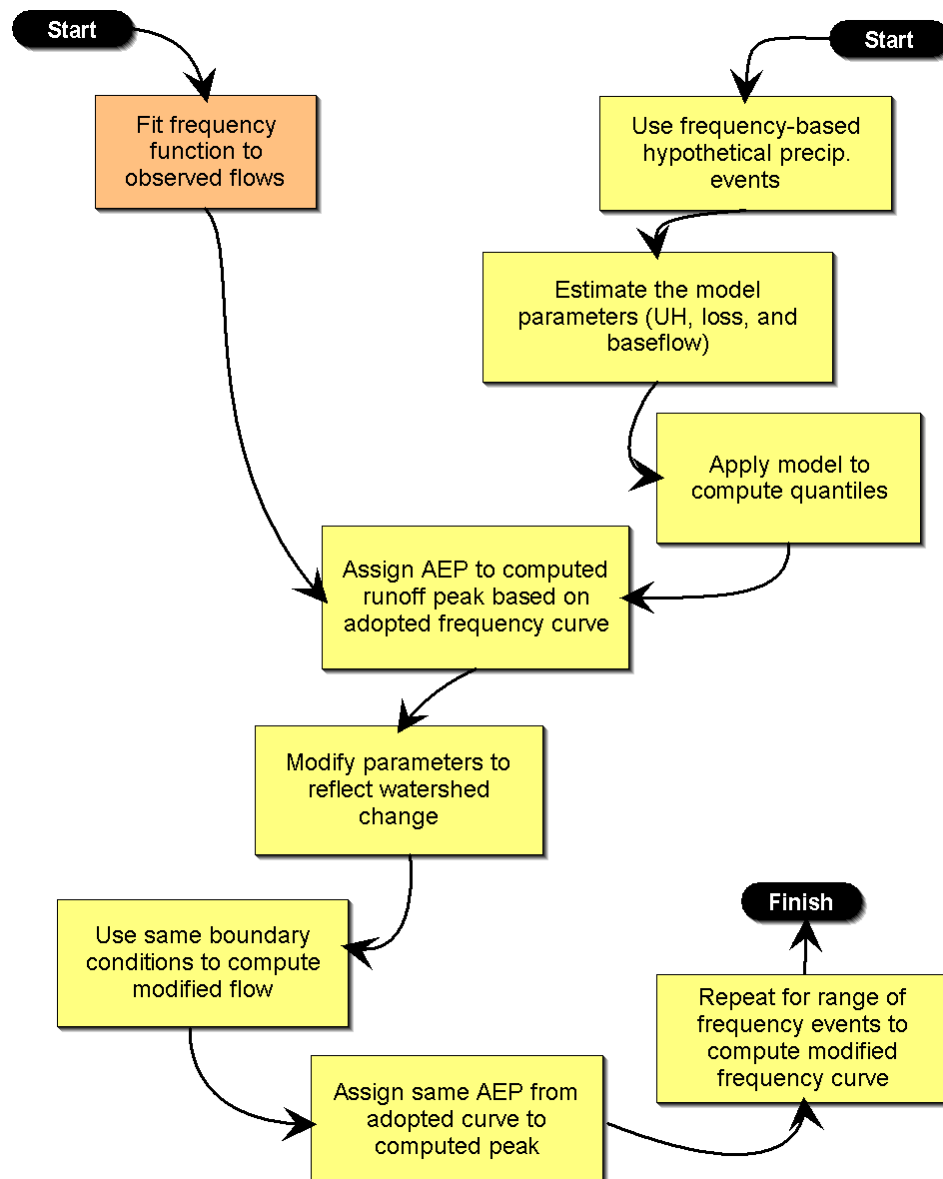 Start
Start
Fit frequency
function to
observed flows
Use frequency-based
hypothetical precip.
events
Estimate the model
parameters (UH, loss, and
baseflow)
Apply model to
compute quantiles
Assign AEP to computed
runoff peak based on
adopted frequency curve
Modify parameters to
reflect watershed
change
Use same boundary
conditions to compute
modified flow
Assign same AEP from
adopted curve to
computed peak
Repeat for range of
frequency events to
compute modified
frequency curve
Finish